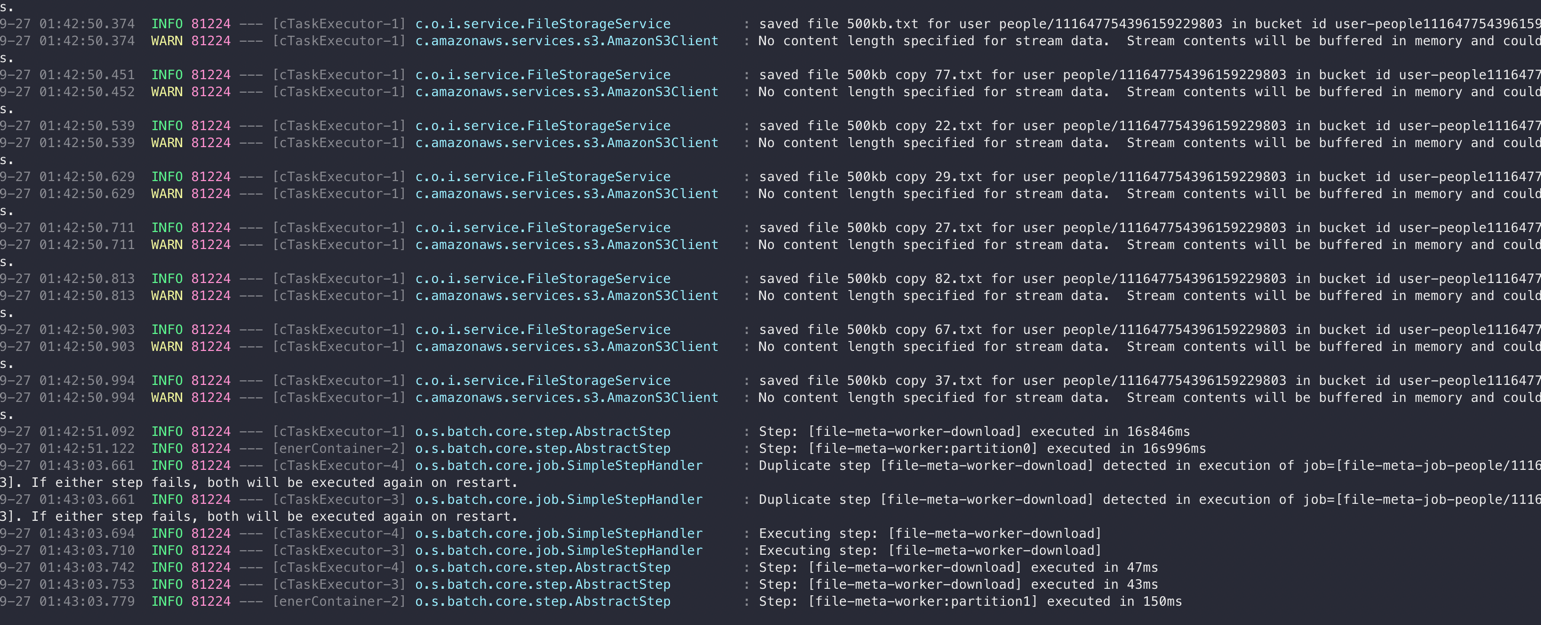 s.
9-27 01:42:50.374  INFO 81224 --- [cTaskExecutor-1] c.o.i.service.FileStorageService         : saved file 500kb.txt for user people/111647754396159229803 in bucket id user-people11164775439615
9-27 01:42:50.374  WARN 81224 --- [cTaskExecutor-1] c.amazonaws.services.s3.AmazonS3Client   : No content length specified for stream data.  Stream contents will be buffered in memory and could
s.
9-27 01:42:50.451  INFO 81224 --- [cTaskExecutor-1] c.o.i.service.FileStorageService         : saved file 500kb copy 77.txt for user people/111647754396159229803 in bucket id user-people1116477
9-27 01:42:50.452  WARN 81224 --- [cTaskExecutor-1] c.amazonaws.services.s3.AmazonS3Client   : No content length specified for stream data.  Stream contents will be buffered in memory and could
s.
9-27 01:42:50.539  INFO 81224 --- [cTaskExecutor-1] c.o.i.service.FileStorageService         : saved file 500kb copy 22.txt for user people/111647754396159229803 in bucket id user-people1116477
9-27 01:42:50.539  WARN 81224 --- [cTaskExecutor-1] c.amazonaws.services.s3.AmazonS3Client   : No content length specified for stream data.  Stream contents will be buffered in memory and could
s.
9-27 01:42:50.629  INFO 81224 --- [cTaskExecutor-1] c.o.i.service.FileStorageService         : saved file 500kb copy 29.txt for user people/111647754396159229803 in bucket id user-people1116477
9-27 01:42:50.629  WARN 81224 --- [cTaskExecutor-1] c.amazonaws.services.s3.AmazonS3Client   : No content length specified for stream data.  Stream contents will be buffered in memory and could
s.
9-27 01:42:50.711  INFO 81224 --- [cTaskExecutor-1] c.o.i.service.FileStorageService         : saved file 500kb copy 27.txt for user people/111647754396159229803 in bucket id user-people1116477
9-27 01:42:50.711  WARN 81224 --- [cTaskExecutor-1] c.amazonaws.services.s3.AmazonS3Client   : No content length specified for stream data.  Stream contents will be buffered in memory and could
s.
9-27 01:42:50.813  INFO 81224 --- [cTaskExecutor-1] c.o.i.service.FileStorageService         : saved file 500kb copy 82.txt for user people/111647754396159229803 in bucket id user-people1116477
9-27 01:42:50.813  WARN 81224 --- [cTaskExecutor-1] c.amazonaws.services.s3.AmazonS3Client   : No content length specified for stream data.  Stream contents will be buffered in memory and could
s.
9-27 01:42:50.903  INFO 81224 --- [cTaskExecutor-1] c.o.i.service.FileStorageService         : saved file 500kb copy 67.txt for user people/111647754396159229803 in bucket id user-people1116477
9-27 01:42:50.903  WARN 81224 --- [cTaskExecutor-1] c.amazonaws.services.s3.AmazonS3Client   : No content length specified for stream data.  Stream contents will be buffered in memory and could
s.
9-27 01:42:50.994  INFO 81224 --- [cTaskExecutor-1] c.o.i.service.FileStorageService         : saved file 500kb copy 37.txt for user people/111647754396159229803 in bucket id user-people1116477
9-27 01:42:50.994  WARN 81224 --- [cTaskExecutor-1] c.amazonaws.services.s3.AmazonS3Client   : No content length specified for stream data.  Stream contents will be buffered in memory and could
s.
9-27 01:42:51.092  INFO 81224 --- [cTaskExecutor-1] o.s.batch.core.step.AbstractStep         : Step: [file-meta-worker-download] executed in 16s846ms
9-27 01:42:51.122  INFO 81224 --- [enerContainer-2] o.s.batch.core.step.AbstractStep         : Step: [file-meta-worker:partition0] executed in 16s996ms
9-27 01:43:03.661  INFO 81224 --- [cTaskExecutor-4] o.s.batch.core.job.SimpleStepHandler     : Duplicate step [file-meta-worker-download] detected in execution of job=[file-meta-job-people/1116
3]. If either step fails, both will be executed again on restart.
9-27 01:43:03.661  INFO 81224 --- [cTaskExecutor-3] o.s.batch.core.job.SimpleStepHandler     : Duplicate step [file-meta-worker-download] detected in execution of job=[file-meta-job-people/1116
3]. If either step fails, both will be executed again on restart.
9-27 01:43:03.694  INFO 81224 --- [cTaskExecutor-4] o.s.batch.core.job.SimpleStepHandler     : Executing step: [file-meta-worker-download]
9-27 01:43:03.710  INFO 81224 --- [cTaskExecutor-3] o.s.batch.core.job.SimpleStepHandler     : Executing step: [file-meta-worker-download]
9-27 01:43:03.742  INFO 81224 --- [cTaskExecutor-4] o.s.batch.core.step.AbstractStep         : Step: [file-meta-worker-download] executed in 47ms
9-27 01:43:03.753  INFO 81224 --- [cTaskExecutor-3] o.s.batch.core.step.AbstractStep         : Step: [file-meta-worker-download] executed in 43ms
9-27 01:43:03.779  INFO 81224 --- [enerContainer-2] o.s.batch.core.step.AbstractStep         : Step: [file-meta-worker:partition1] executed in 150ms